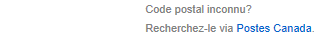 Code postal inconnu?
Recherchez-le via Postes Canada.